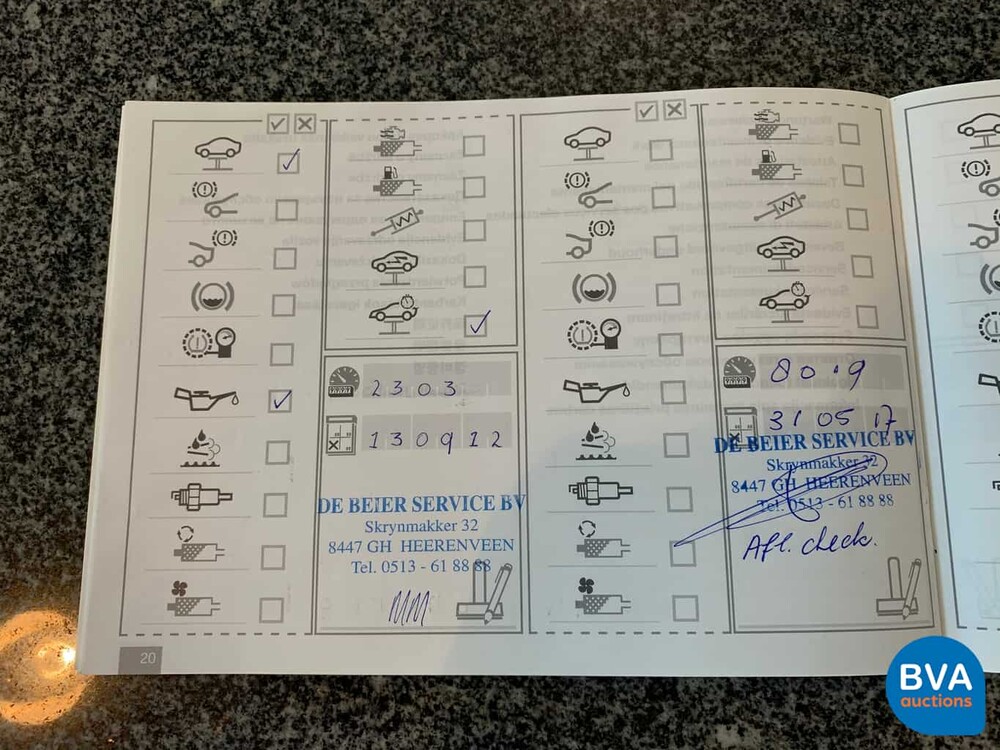 2303
130912
DE BEIER SERVICE BV
Skrynmakker 32
8447 GH HEERENVEEN
Tel. 0513 - 61 88 88
20
31 05 17
DE BEIER SERVICE BV
Skrynmakker 32
8447 GH HEERENVEEN
Tel. 0513 - 61 88 88
Afl. check.
BVA
auctions